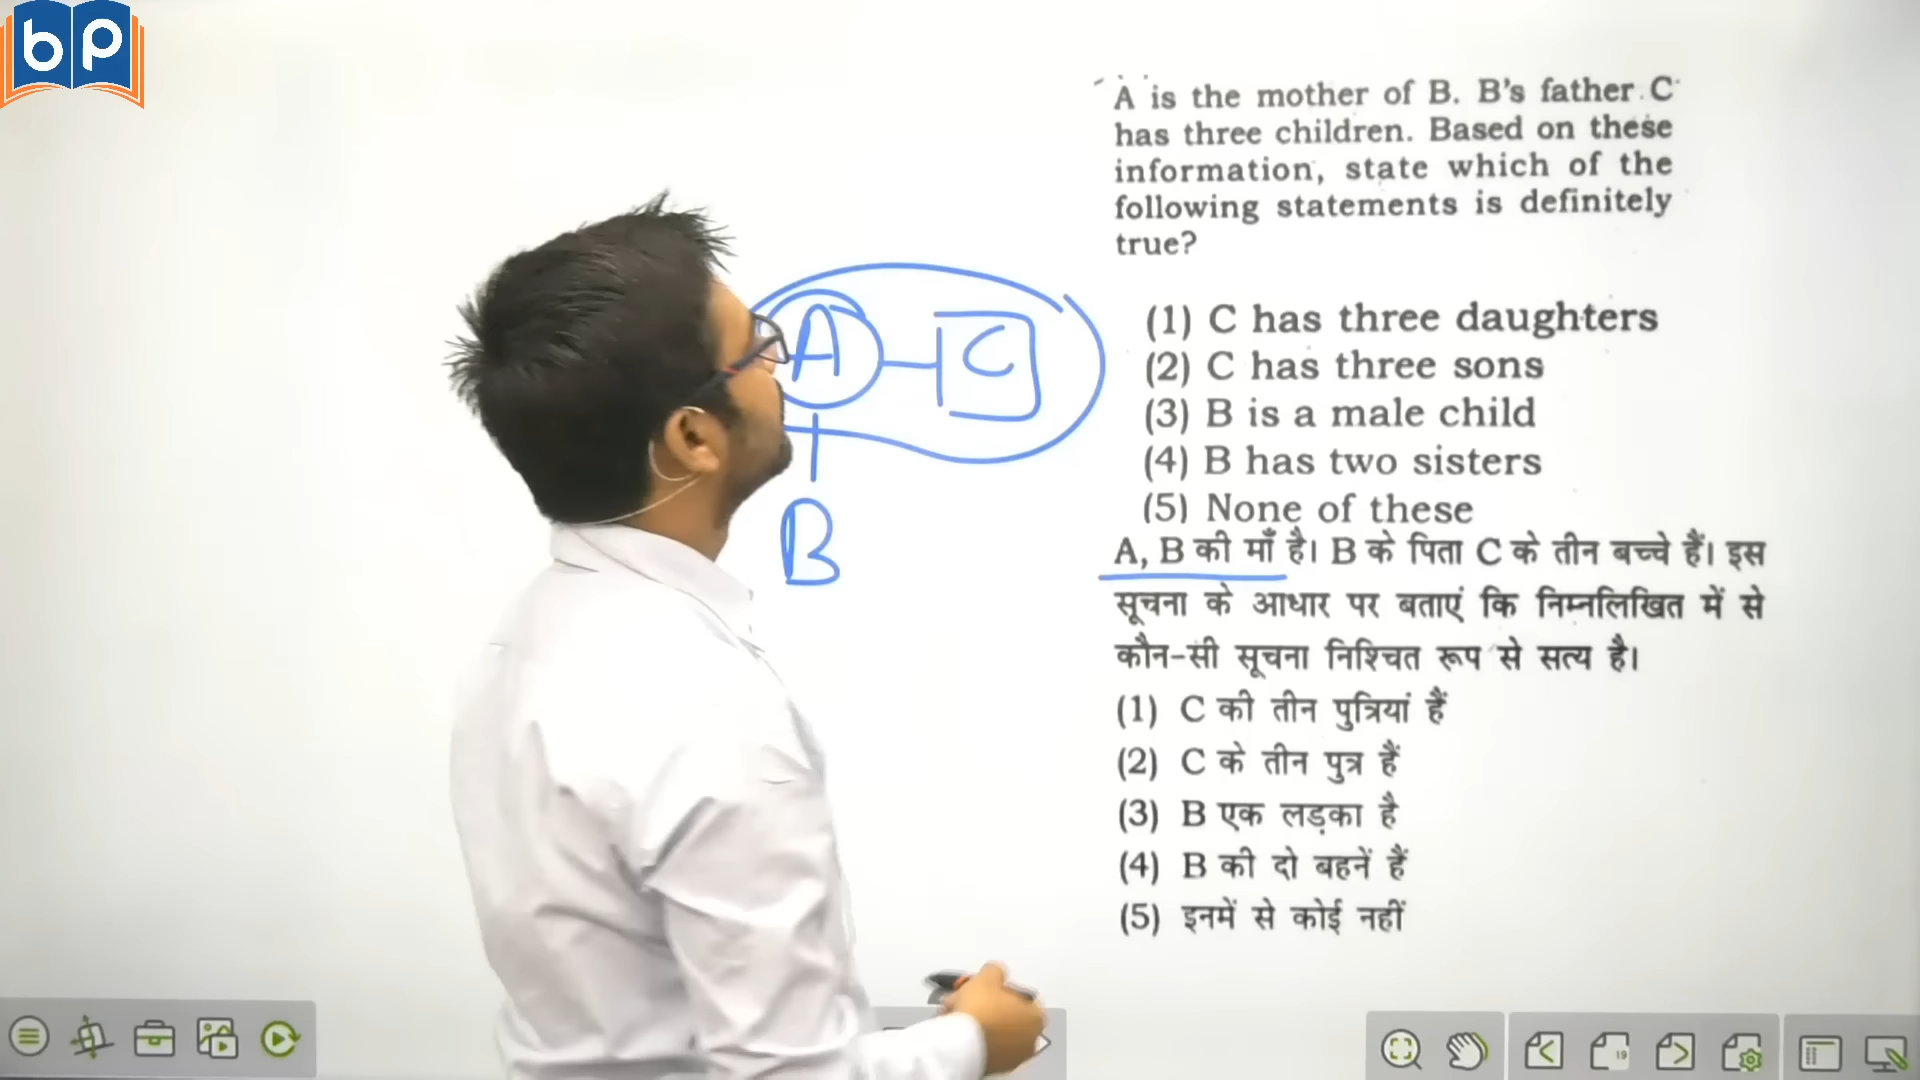 bp
A is the mother of B. B's father C
has three children. Based on these
information, state which of the
following statements is definitely
true?
(1) C has three daughters
(2) C has three sons
(3) B is a male child
(4) B has two sisters
(5) None of these
A, B की माँ है। B के पिता C के तीन बच्चे हैं। इस
सूचना के आधार पर बताएं कि निम्नलिखित में से
कौन-सी सूचना निश्चित रूप से सत्य है।
(1) C की तीन पुत्रियां हैं
(2) C के तीन पुत्र हैं
(3) B एक लड़का है
(4) B की दो बहनें हैं
(5) इनमें से कोई नहीं
A C
B
19